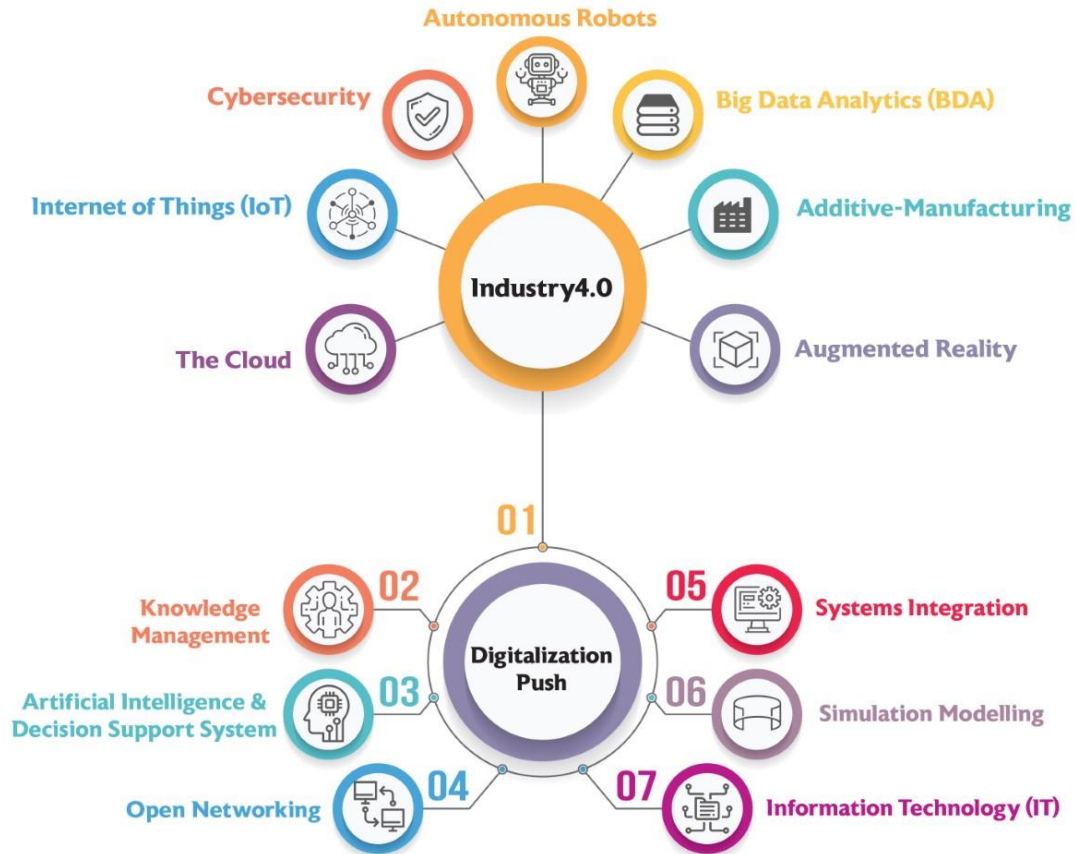 Autonomous Robots
Cybersecurity
Big Data Analytics (BDA)
Internet of Things (IoT)
Additive-Manufacturing
Industry4.0
The Cloud
Augmented Reality
01
02
Knowledge
Management
05
Systems Integration
Digitalization
Push
03
Artificial Intelligence &
Decision Support System
06
Simulation Modelling
04
Open Networking
07
Information Technology (IT)